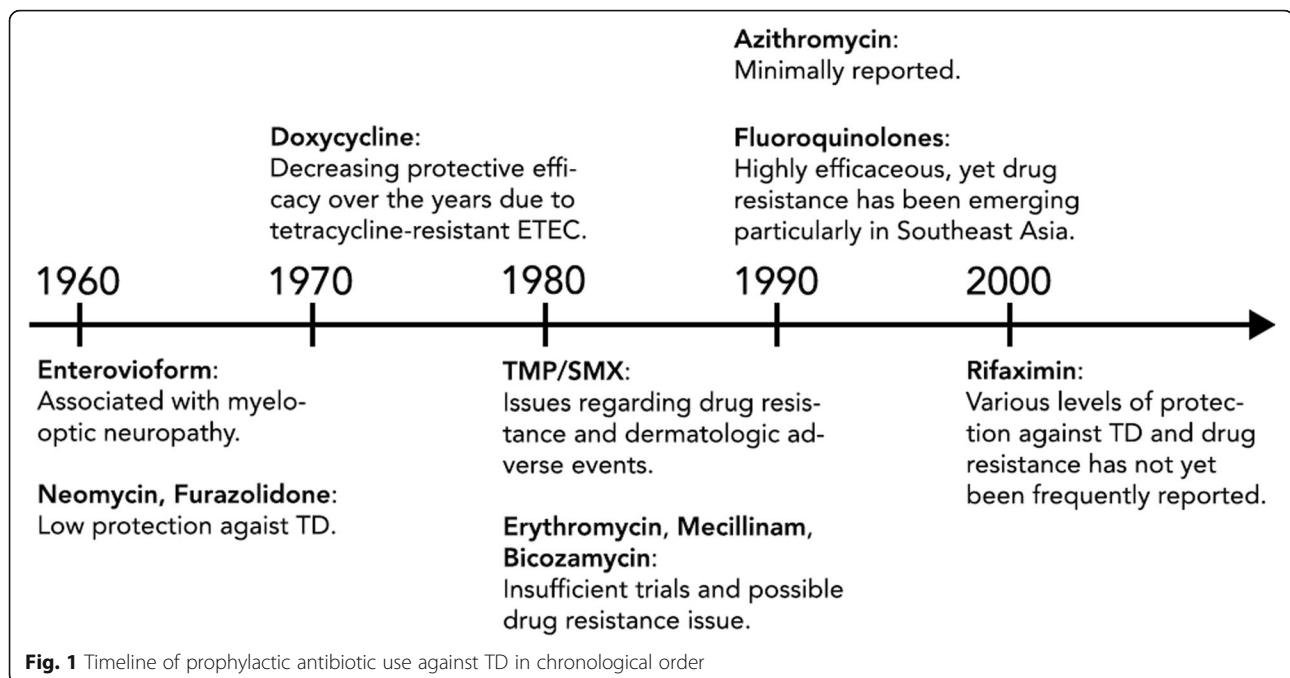 Azithromycin:
Minimally reported.
Doxycycline:
Decreasing protective effi-
cacy over the years due to
tetracycline-resistant ETEC.
Fluoroquinolones:
Highly efficaceous, yet drug
resistance has been emerging
particularly in Southeast Asia.
1960
1970
1980
1990
2000
Enterovioform:
Associated with myelo-
optic neuropathy.
Neomycin, Furazolidone:
Low protection agaist TD.
TMP/SMX:
Issues regarding drug resis-
tance and dermatologic ad-
verse events.
Erythromycin, Mecillinam,
Bicozamycin:
Insufficient trials and possible
drug resistance issue.
Rifaximin:
Various levels of protec-
tion against TD and drug
resistance has not yet
been frequently reported.
Fig. 1 Timeline of prophylactic antibiotic use against TD in chronological order